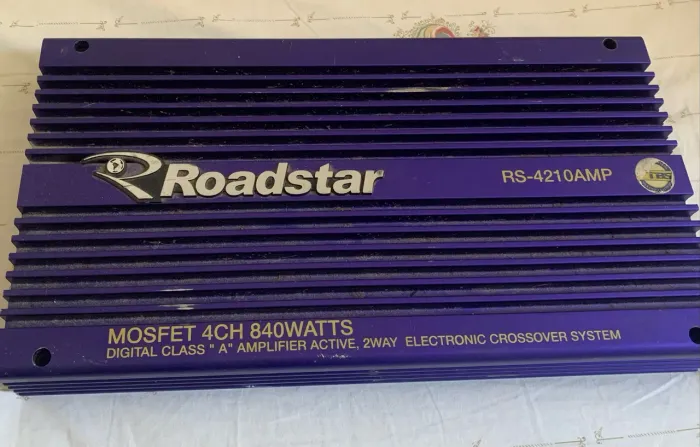 Roadstar
RS-4210AMP
MOSFET 4CH 840WATTS
DIGITAL CLASS " A" AMPLIFIER ACTIVE, 2WAY ELECTRONIC CROSSOVER SYSTEM